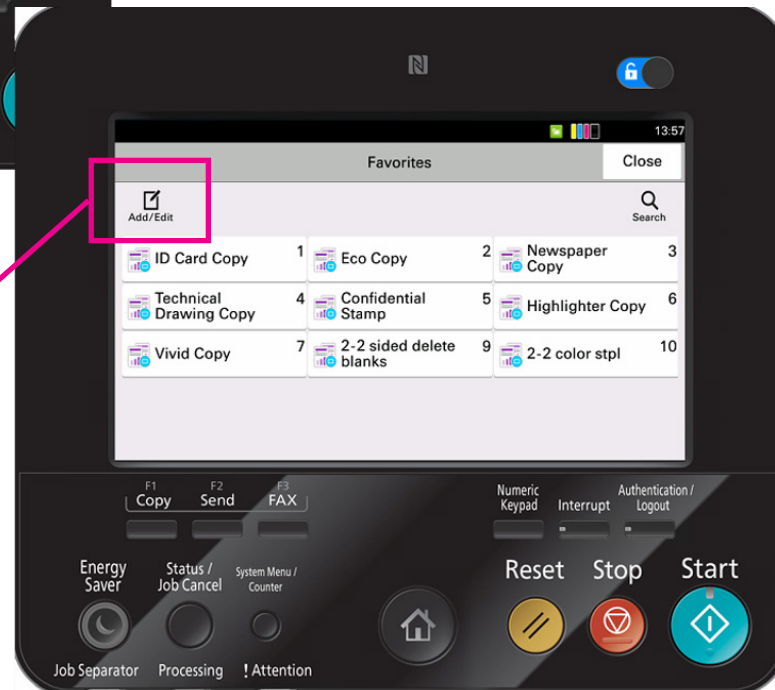 13:57
Favorites
Close
Add/Edit
Search
ID Card Copy 1
Eco Copy 2
Newspaper 3
Copy
Technical 4
Drawing Copy
Confidential 5
Stamp
Highlighter Copy 6
Vivid Copy 7
2-2 sided delete 9
blanks
2-2 color stpl 10
F1 F2 F3
Copy Send FAX
Numeric
Keypad
Interrupt
Authentication /
Logout
Energy
Saver
Status /
Job Cancel
System Menu /
Counter
Reset Stop Start
Job Separator Processing ! Attention